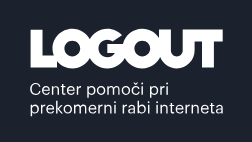 LOGOUT
Center pomoči pri
prekomerni rabi interneta